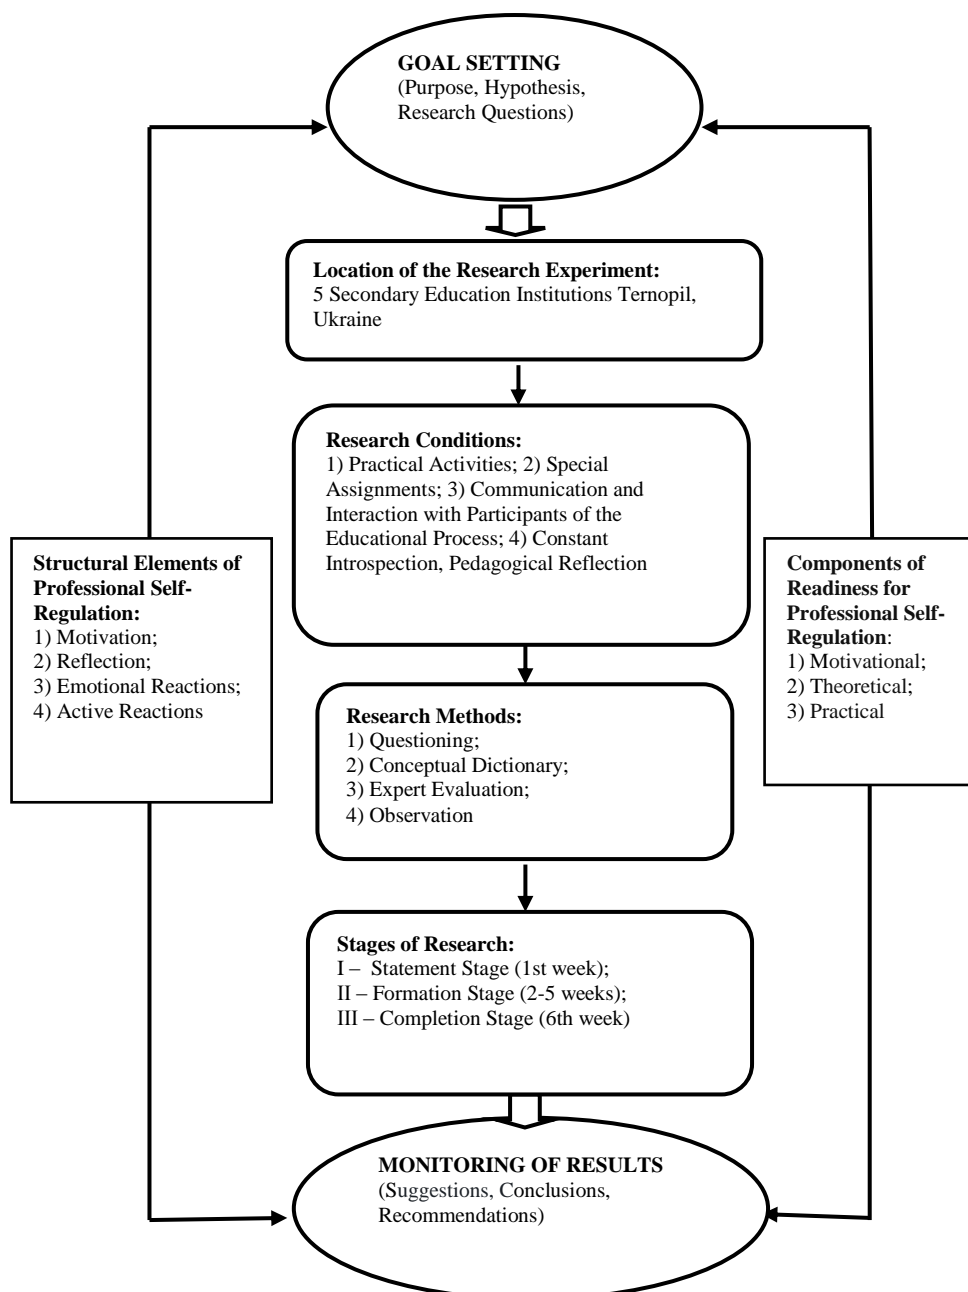 GOAL SETTING
(Purpose, Hypothesis,
Research Questions)
Location of the Research Experiment:
5 Secondary Education Institutions Ternopil,
Ukraine
Research Conditions:
1) Practical Activities; 2) Special
Assignments; 3) Communication and
Interaction with Participants of the
Educational Process; 4) Constant
Introspection, Pedagogical Reflection
Structural Elements of
Professional Self-
Regulation:
1) Motivation;
2) Reflection;
3) Emotional Reactions;
4) Active Reactions
Components of
Readiness for
Professional Self-
Regulation:
1) Motivational;
2) Theoretical;
3) Practical
Research Methods:
1) Questioning;
2) Conceptual Dictionary;
3) Expert Evaluation;
4) Observation
Stages of Research:
I – Statement Stage (1st week);
II – Formation Stage (2-5 weeks);
III – Completion Stage (6th week)
MONITORING OF RESULTS
(Suggestions, Conclusions,
Recommendations)